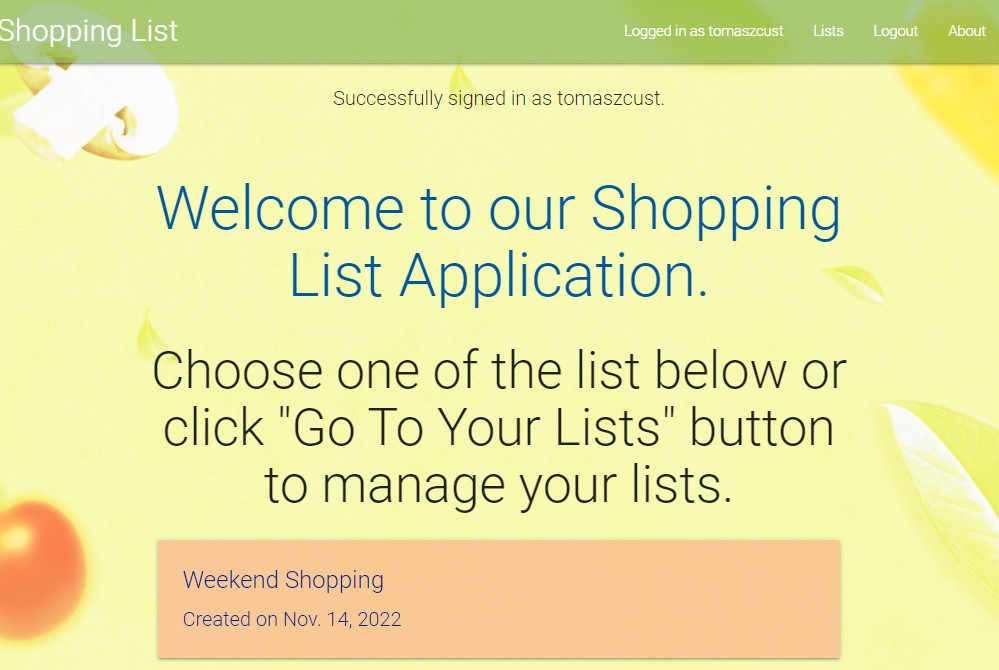 Shopping List
Logged in as tomaszcust
Lists
Logout
About
Successfully signed in as tomaszcust.
Welcome to our Shopping
List Application.
Choose one of the list below or
click "Go To Your Lists" button
to manage your lists.
Weekend Shopping
Created on Nov. 14, 2022